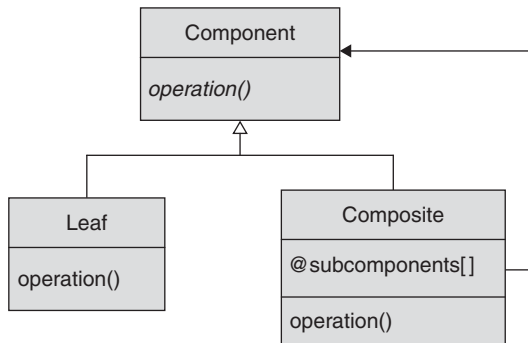 Component
operation()
Leaf
operation()
Composite
@subcomponents[]
operation()